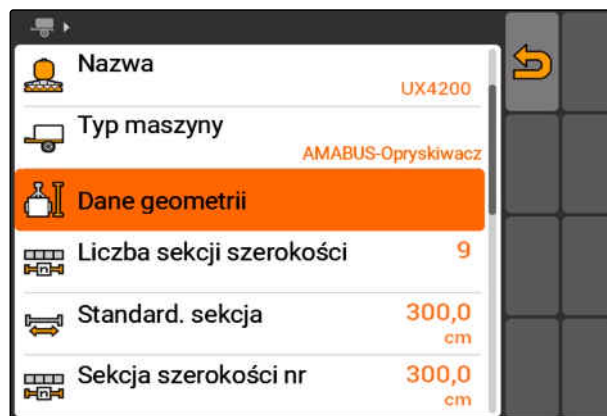 Nazwa
UX4200
Typ maszyny
AMABUS-Opryskiwacz
Dane geometrii
Liczba sekcji szerokości
9
Standard. sekcja
300,0
cm
Sekcja szerokości nr
300,0
cm